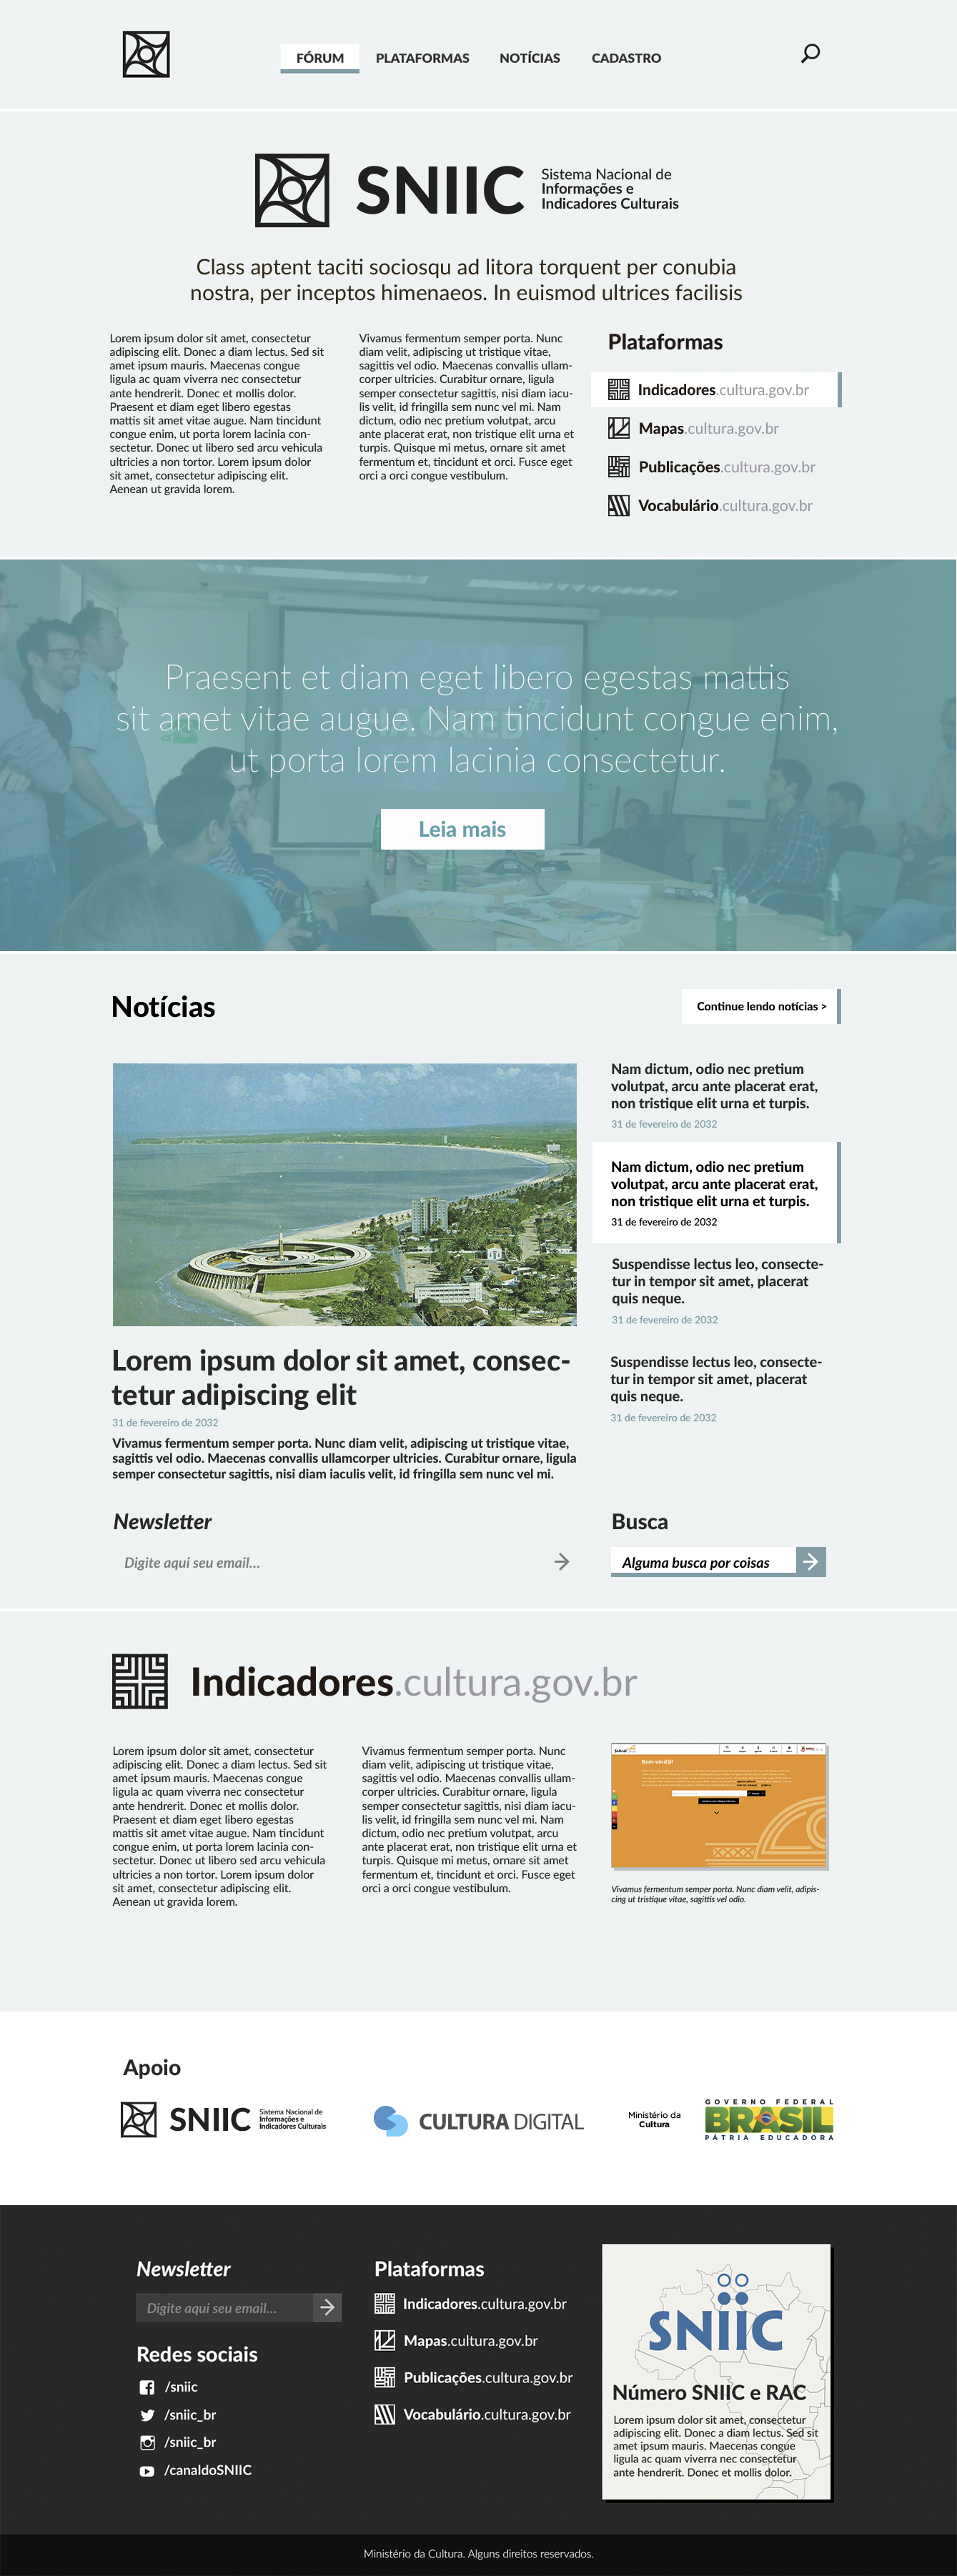 FÓRUM PLATAFORMAS NOTÍCIAS CADASTRO
SNIIC
Sistema Nacional de
Informações e
Indicadores Culturais
Class aptent taciti sociosqu ad litora torquent per conubia
nostra, per inceptos himenaeos. In euismod ultrices facilisis
Lorem ipsum dolor sit amet, consectetur
adipiscing elit. Donec a diam lectus. Sed sit
amet ipsum mauris. Maecenas congue
ligula ac quam viverra nec consectetur
ante hendrerit. Donec et mollis dolor.
Praesent et diam eget libero egestas
mattis sit amet vitae augue. Nam tincidunt
congue enim, ut porta lorem lacinia con-
sectetur. Donec ut libero sed arcu vehicula
ultricies a non tortor. Lorem ipsum dolor
sit amet, consectetur adipiscing elit.
Aenean ut gravida lorem.
Vivamus fermentum semper porta. Nunc
diam velit, adipiscing ut tristique vitae,
sagittis vel odio. Maecenas convallis ullam-
corper ultricies. Curabitur ornare, ligula
semper consectetur sagittis, nisi diam iacu-
lis velit, id fringilla sem nunc vel mi. Nam
dictum, odio nec pretium volutpat, arcu
ante placerat erat, non tristique elit urna et
turpis. Quisque mi metus, ornare sit amet
fermentum et, tincidunt et orci. Fusce eget
orci a orci congue vestibulum.
Plataformas
Indicadores.cultura.gov.br
Mapas.cultura.gov.br
Publicações.cultura.gov.br
Vocabulário.cultura.gov.br
Praesent et diam eget libero egestas mattis
sit amet vitae augue. Nam tincidunt congue enim,
ut porta lorem lacinia consectetur.
Leia mais
Notícias
Continue lendo notícias >
Nam dictum, odio nec pretium
volutpat, arcu ante placerat erat,
non tristique elit urna et turpis.
31 de fevereiro de 2032
Nam dictum, odio nec pretium
volutpat, arcu ante placerat erat,
non tristique elit urna et turpis.
31 de fevereiro de 2032
Suspendisse lectus leo, consecte-
tur in tempor sit amet, placerat
quis neque.
31 de fevereiro de 2032
Suspendisse lectus leo, consecte-
tur in tempor sit amet, placerat
quis neque.
31 de fevereiro de 2032
Lorem ipsum dolor sit amet, consec-
tetur adipiscing elit
31 de fevereiro de 2032
Vivamus fermentum semper porta. Nunc diam velit, adipiscing ut tristique vitae,
sagittis vel odio. Maecenas convallis ullamcorper ultricies. Curabitur ornare, ligula
semper consectetur sagittis, nisi diam iaculis velit, id fringilla sem nunc vel mi.
Newsletter
Digite aqui seu email...
Busca
Alguma busca por coisas
Indicadores.cultura.gov.br
Lorem ipsum dolor sit amet, consectetur
adipiscing elit. Donec a diam lectus. Sed sit
amet ipsum mauris. Maecenas congue
ligula ac quam viverra nec consectetur
ante hendrerit. Donec et mollis dolor.
Praesent et diam eget libero egestas
mattis sit amet vitae augue. Nam tincidunt
congue enim, ut porta lorem lacinia con-
sectetur. Donec ut libero sed arcu vehicula
ultricies a non tortor. Lorem ipsum dolor
sit amet, consectetur adipiscing elit.
Aenean ut gravida lorem.
Vivamus fermentum semper porta. Nunc
diam velit, adipiscing ut tristique vitae,
sagittis vel odio. Maecenas convallis ullam-
corper ultricies. Curabitur ornare, ligula
semper consectetur sagittis, nisi diam iacu-
lis velit, id fringilla sem nunc vel mi. Nam
dictum, odio nec pretium volutpat, arcu
ante placerat erat, non tristique elit urna et
turpis. Quisque mi metus, ornare sit amet
fermentum et, tincidunt et orci. Fusce eget
orci a orci congue vestibulum.
Sobral
Bem-vind@!
Vivamus fermentum semper porta. Nunc diam velit, adipis-
cing ut tristique vitae, sagittis vel odio.
Apoio
SNIIC
Sistema Nacional de
Informações e
Indicadores Culturais
CULTURA DIGITAL
Ministério da
Cultura
GOVERNO FEDERAL
BRASIL
PÁTRIA EDUCADORA
Newsletter
Digite aqui seu email...
Redes sociais
/sniic
/sniic_br
/sniic_br
/canaldoSNIIC
Plataformas
Indicadores.cultura.gov.br
Mapas.cultura.gov.br
Publicações.cultura.gov.br
Vocabulário.cultura.gov.br
SNIIC
Número SNIIC e RAC
Lorem ipsum dolor sit amet, consectetur
adipiscing elit. Donec a diam lectus. Sed sit
amet ipsum mauris. Maecenas congue
ligula ac quam viverra nec consectetur
ante hendrerit. Donec et mollis dolor.
Ministério da Cultura. Alguns direitos reservados.